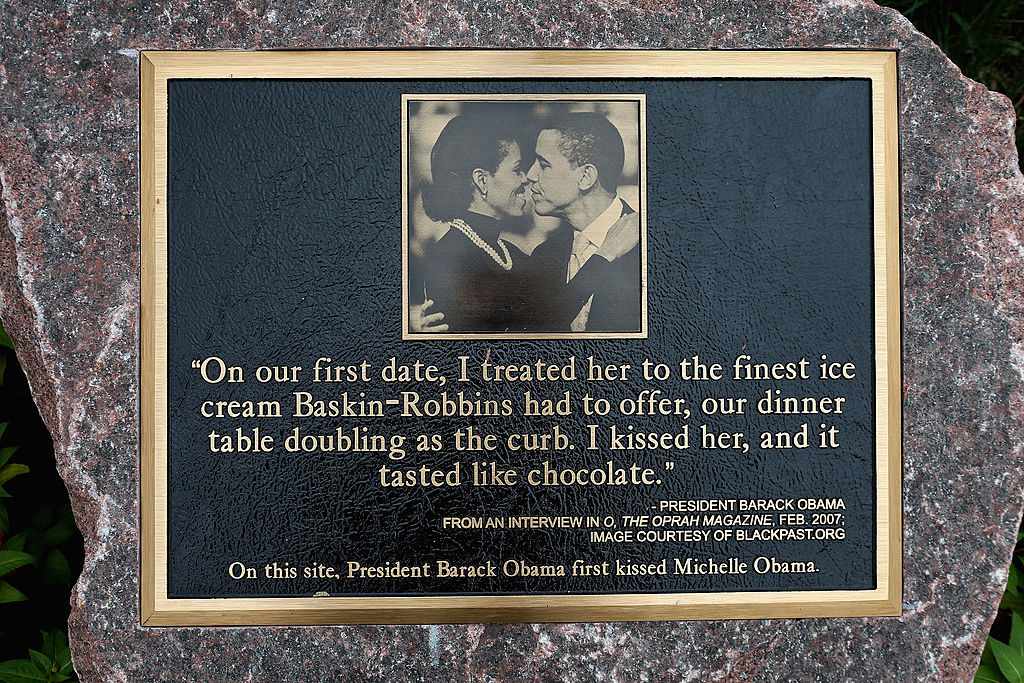 “On our first date, I treated her to the finest ice
cream Baskin-Robbins had to offer, our dinner
table doubling as the curb. I kissed her, and it
tasted like chocolate.”
- PRESIDENT BARACK OBAMA
FROM AN INTERVIEW IN O, THE OPRAH MAGAZINE, FEB. 2007;
IMAGE COURTESY OF BLACKPAST.ORG
On this site, President Barack Obama first kissed Michelle Obama.